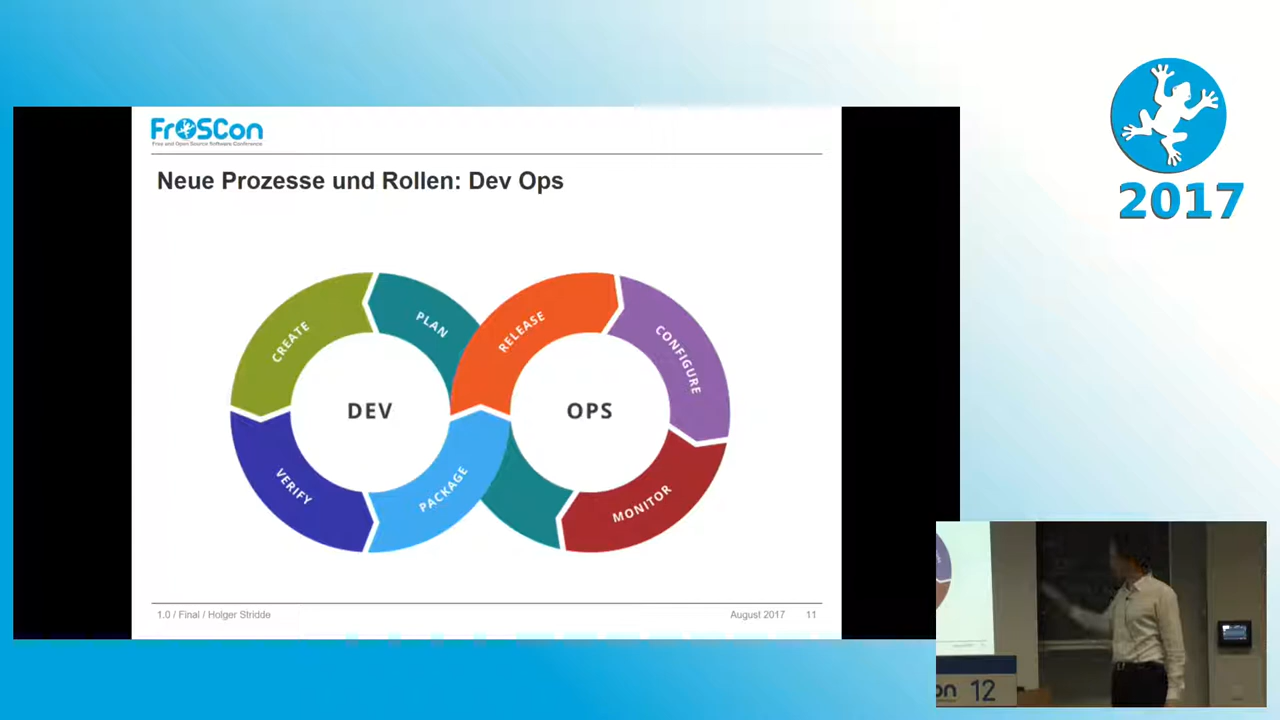 FrOSCon
Free and Open Source Software Conference
2017
Neue Prozesse und Rollen: Dev Ops
CREATE
PLAN
RELEASE
CONFIGURE
DEV
OPS
VERIFY
PACKAGE
MONITOR
1.0 / Final / Holger Stridde
August 2017 11
on 12